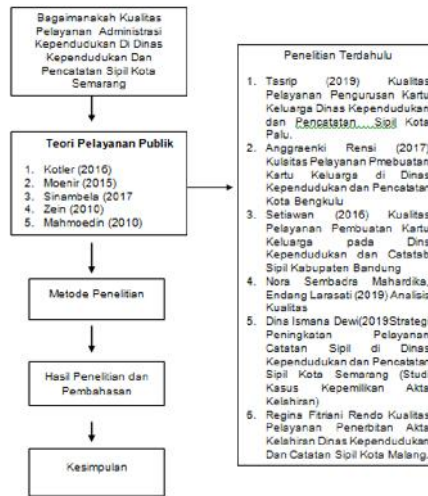 Bagaimanakah Kualitas
Pelayanan Administrasi
Kependudukan Di Dinas
Kependudukan Dan
Pencatatan Sipil Kota
Semarang
Teori Pelayanan Publik
1. Kotler (2016)
2. Moenir (2015)
3. Sinambela (2017
4. Zein (2010)
5. Mahmoedin (2010)
Metode Penelitian
Hasil Penelitian dan
Pembahasan
Kesimpulan
Penelitian Terdahulu
1. Tasrip (2019) Kualitas
Pelayanan Pengurusan Kartu
Keluarga Dinas Kependudukan
dan Pencatatan Sipil Kota
Palu.
2. Anggraenki Rensi (2017)
Kulsitas Pelayanan Pmebuatan
Kartu Keluarga di Dinas
Kependudukan dan Pencatatan
Kota Bengkulu
3. Setiawan (2016) Kualitas
Pelayanan Pembuatan Kartu
Keluarga pada Dins
Kependudukan dan Catatab
Sipil Kabupaten Bandung
4. Nora Sembadra Mahardika,
Endang Larasati (2019) Analisis
Kualitas
5. Dina Ismana Dewi(2019Strategi
Peningkatan Pelayanan
Catatan Sipil di Dinas
Kependudukan dan Pencatatan
Sipil Kota Semarang (Studi
Kasus Kepemilikan Akta
Kelahiran)
6. Regina Fitriani Rendo Kualitas
Pelayanan Penerbitan Akta
Kelahiran Dinas Kependudukan
Dan Catatan Sipil Kota Malang.